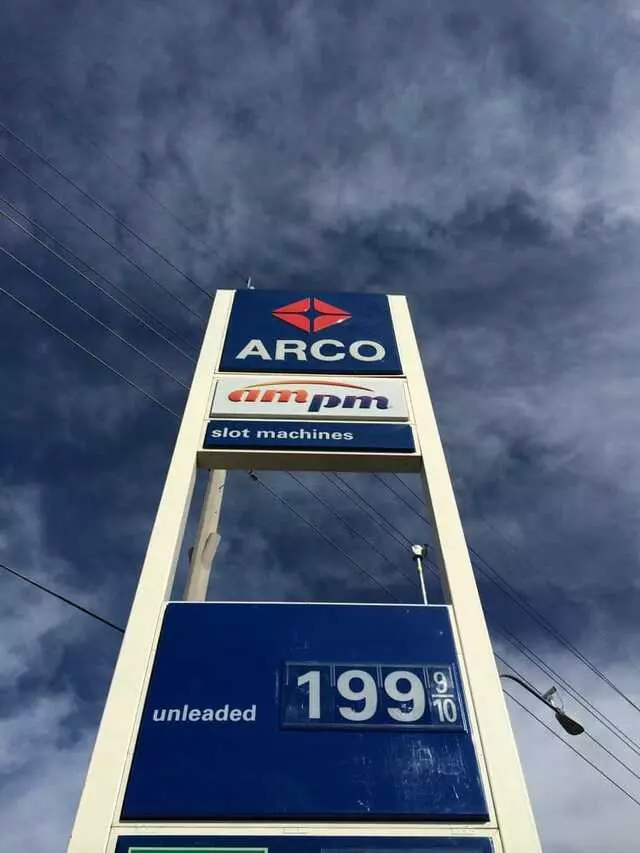 ARCO
ampm
slot machines
unleaded 199 9/10